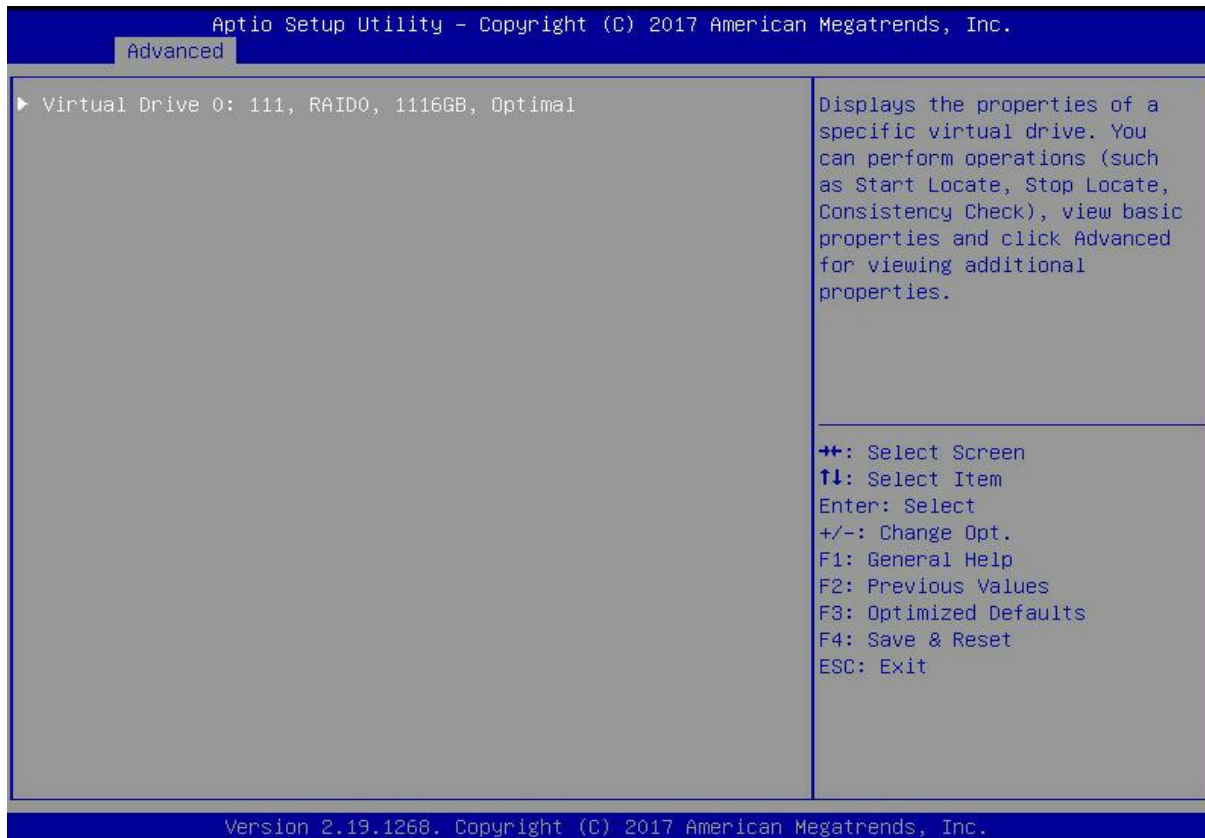 Aptio Setup Utility – Copyright (C) 2017 American Megatrends, Inc.
Advanced
▶ Virtual Drive 0: 111, RAID0, 1116GB, Optimal
Displays the properties of a
specific virtual drive. You
can perform operations (such
as Start Locate, Stop Locate,
Consistency Check), view basic
properties and click Advanced
for viewing additional
properties.
→←: Select Screen
↑↓: Select Item
Enter: Select
+/-: Change Opt.
F1: General Help
F2: Previous Values
F3: Optimized Defaults
F4: Save & Reset
ESC: Exit
Version 2.19.1268. Copyright (C) 2017 American Megatrends, Inc.